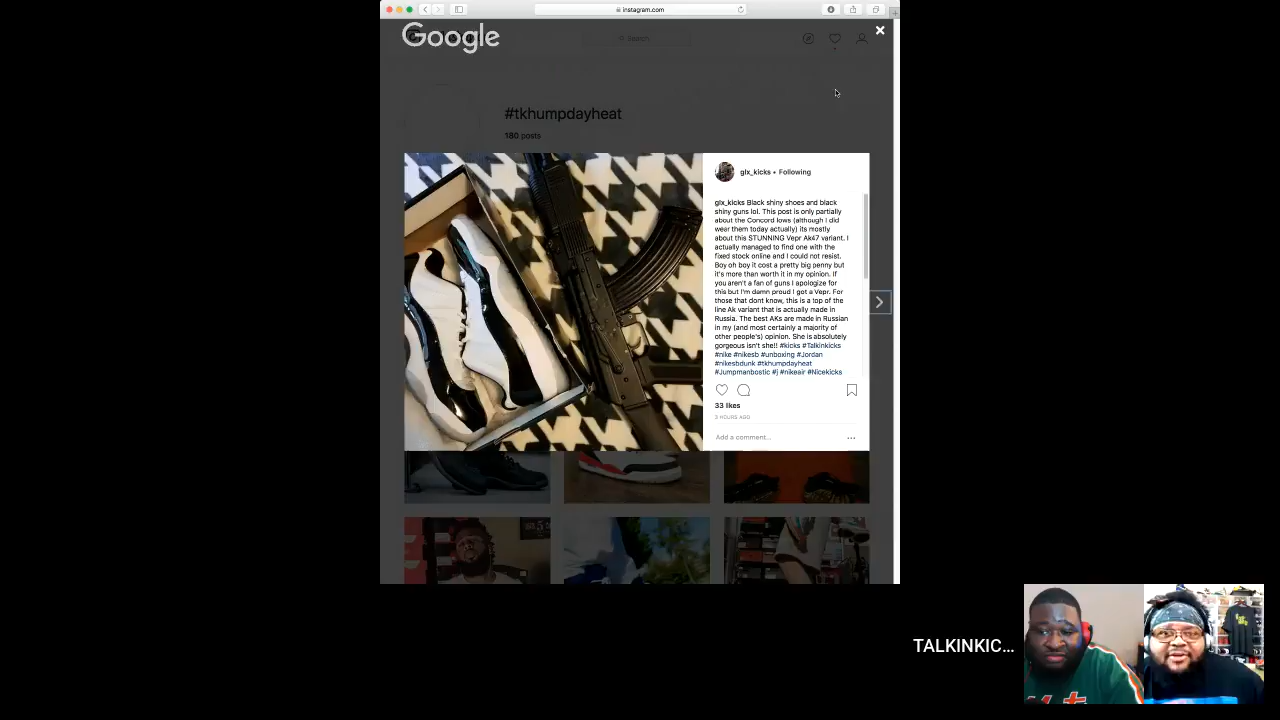 instagram.com
Google
Search
#tkhumpdayheat
180 posts
glx_kicks • Following
glx_kicks Black shiny shoes and black
shiny guns lol. This post is only partially
about the Concord lows (although I did
wear them today actually) its mostly
about this STUNNING Vepr Ak47 variant. I
actually managed to find one with the
fixed stock online and I could not resist.
Boy oh boy it cost a pretty big penny but
it's more than worth it in my opinion. If
you aren't a fan of guns I apologize for
this but I'm damn proud I got a Vepr. For
those that dont know, this is a top of the
line Ak variant that is actually made in
Russia. The best AKs are made in Russian
in my (and most certainly a majority of
other people's) opinion. She is absolutely
gorgeous isn't she!! #kicks #Talkinkicks
#nike #nikesb #unboxing #Jordan
#nikesbdunk #tkhumpdayheat
#Jumpmanbostic #j #nikeair #Nicekicks
33 likes
3 HOURS AGO
Add a comment...
TALKINKIC...